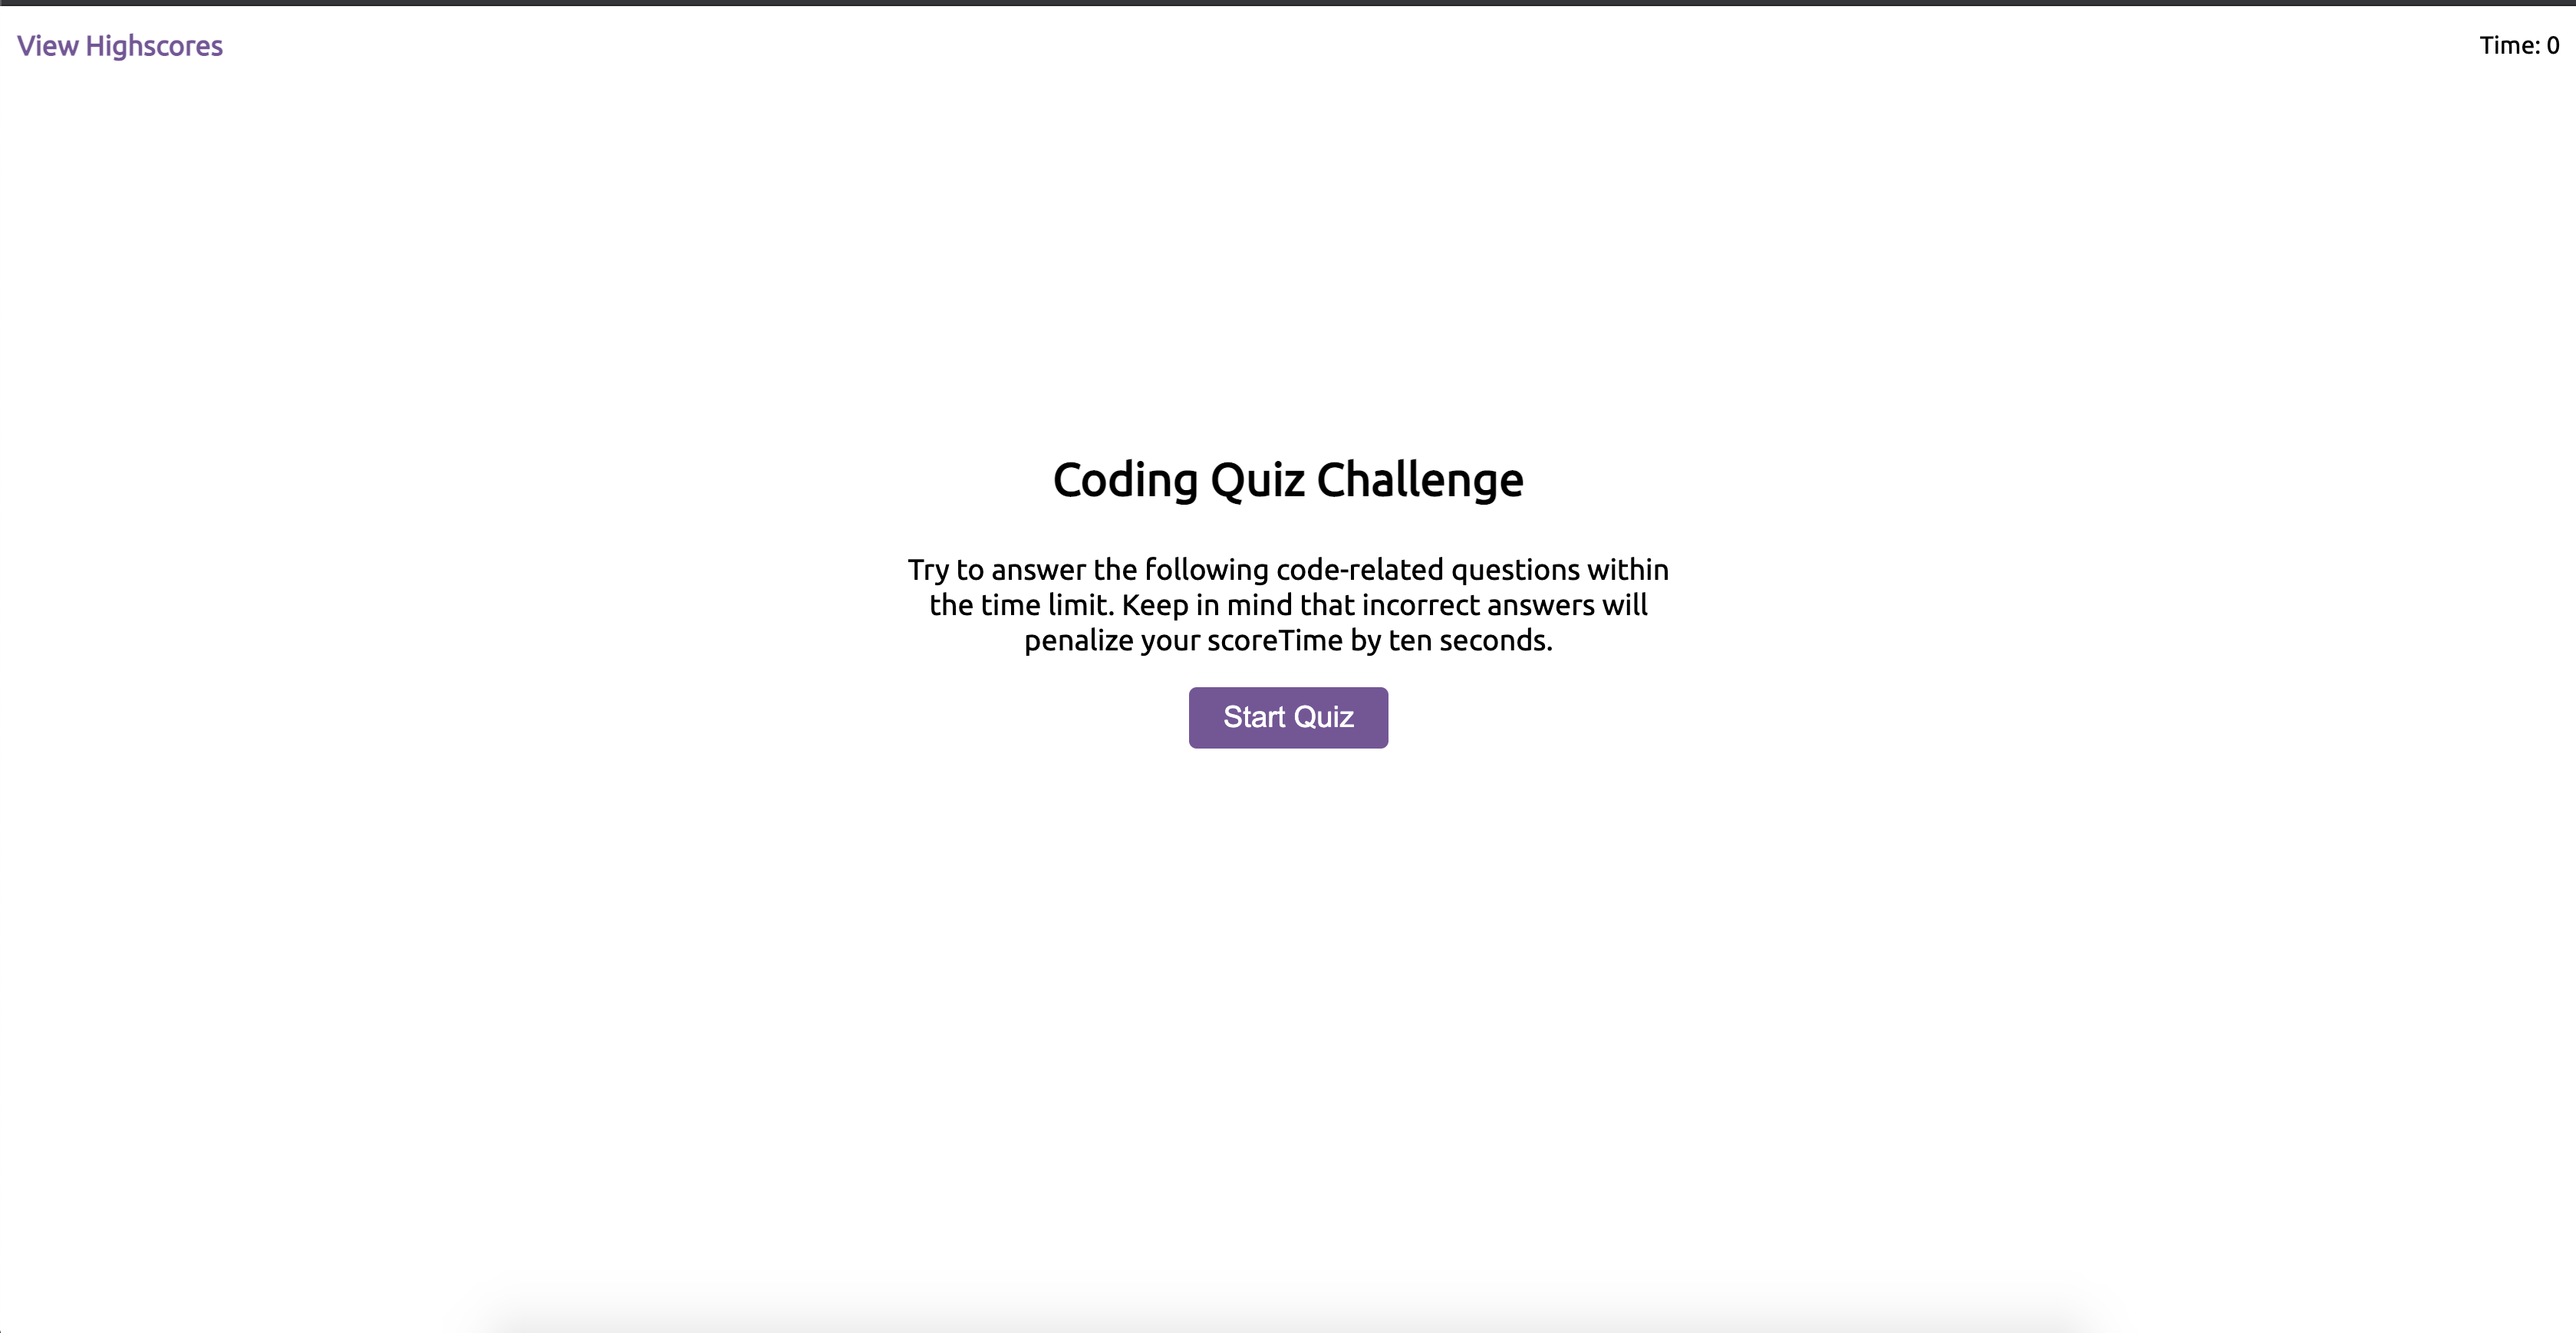 View Highscores
Time: 0
Coding Quiz Challenge
Try to answer the following code-related questions within
the time limit. Keep in mind that incorrect answers will
penalize your scoreTime by ten seconds.
Start Quiz